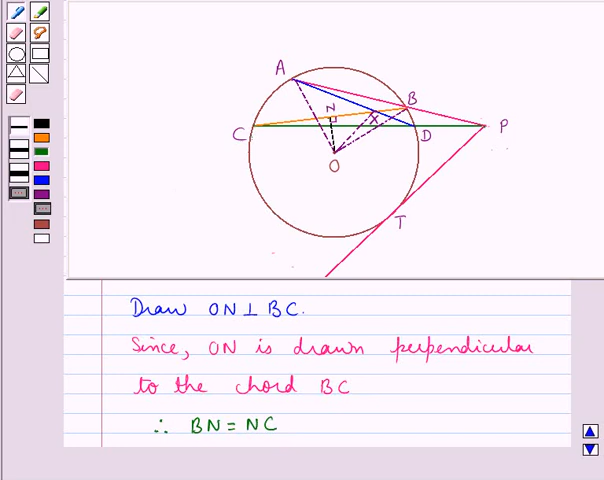 A
N
B
C
X
D
P
O
T
Draw ON ⊥ BC.
Since, ON is drawn perpendicular
to the chord BC
∴ BN = NC